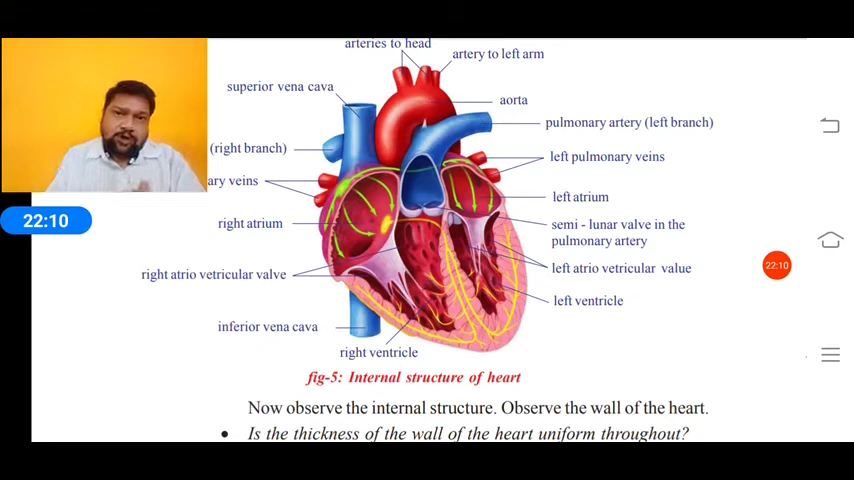 arteries to head
artery to left arm
superior vena cava
aorta
pulmonary artery (left branch)
(right branch)
left pulmonary veins
ary veins
left atrium
right atrium
semi - lunar valve in the
pulmonary artery
right atrio vetricular valve
left atrio vetricular value
left ventricle
inferior vena cava
right ventricle
fig-5: Internal structure of heart
Now observe the internal structure. Observe the wall of the heart.
• Is the thickness of the wall of the heart uniform throughout?
22:10
22:10